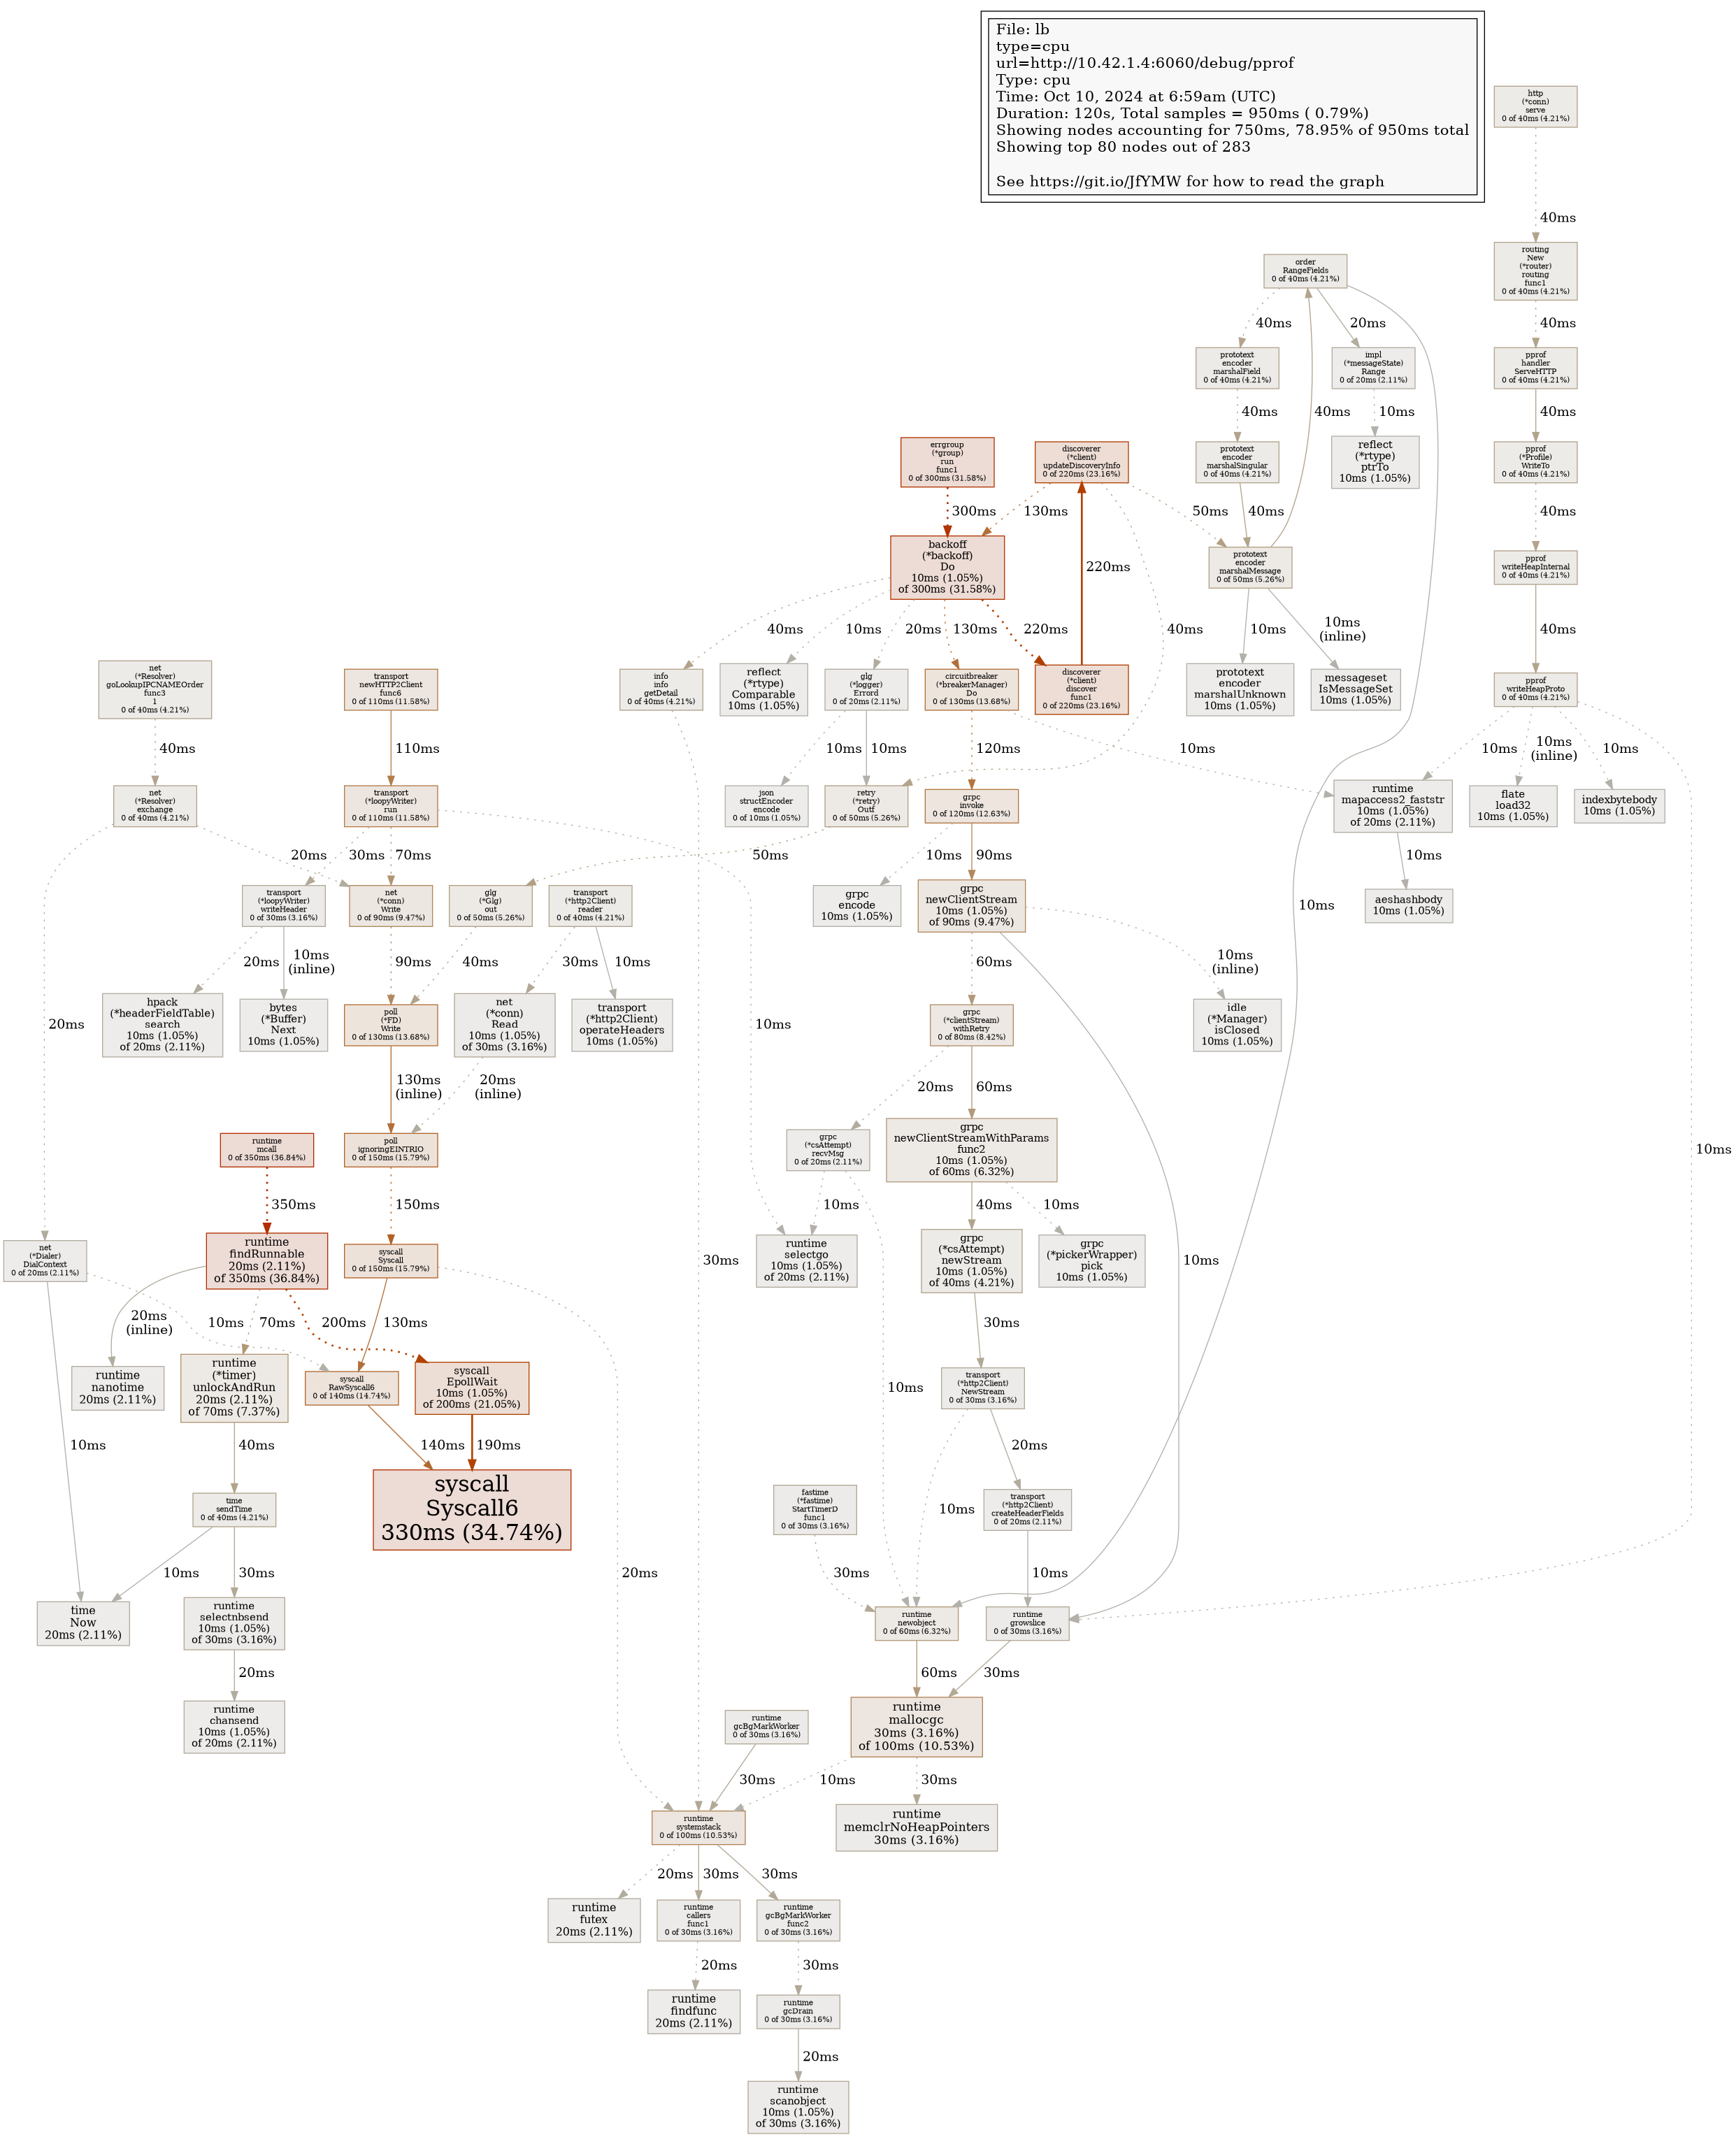 File: lb
type=cpu
url=http://10.42.1.4:6060/debug/pprof
Type: cpu
Time: Oct 10, 2024 at 6:59am (UTC)
Duration: 120s, Total samples = 950ms ( 0.79%)
Showing nodes accounting for 750ms, 78.95% of 950ms total
Showing top 80 nodes out of 283
See https://git.io/JfYMW for how to read the graph
http
(*conn)
serve
0 of 40ms (4.21%)
40ms
routing
New
(*router)
routing
func1
0 of 40ms (4.21%)
40ms
order
RangeFields
0 of 40ms (4.21%)
40ms
20ms
prototext
encoder
marshalField
0 of 40ms (4.21%)
impl
(*messageState)
Range
0 of 20ms (2.11%)
pprof
handler
ServeHTTP
0 of 40ms (4.21%)
40ms
40ms
10ms
40ms
errgroup
(*group)
run
func1
0 of 300ms (31.58%)
discoverer
(*client)
updateDiscoveryInfo
0 of 220ms (23.16%)
prototext
encoder
marshalSingular
0 of 40ms (4.21%)
reflect
(*rtype)
ptrTo
10ms (1.05%)
pprof
(*Profile)
WriteTo
0 of 40ms (4.21%)
300ms
130ms
50ms
40ms
40ms
backoff
(*backoff)
Do
10ms (1.05%)
of 300ms (31.58%)
220ms
prototext
encoder
marshalMessage
0 of 50ms (5.26%)
pprof
writeHeapInternal
0 of 40ms (4.21%)
40ms
10ms
20ms
130ms
220ms
40ms
10ms
10ms
(inline)
40ms
net
(*Resolver)
goLookupIPCNAMEOrder
func3
1
0 of 40ms (4.21%)
transport
newHTTP2Client
func6
0 of 110ms (11.58%)
info
info
getDetail
0 of 40ms (4.21%)
reflect
(*rtype)
Comparable
10ms (1.05%)
glg
(*logger)
Errord
0 of 20ms (2.11%)
circuitbreaker
(*breakerManager)
Do
0 of 130ms (13.68%)
discoverer
(*client)
discover
func1
0 of 220ms (23.16%)
prototext
encoder
marshalUnknown
10ms (1.05%)
messageset
IsMessageSet
10ms (1.05%)
pprof
writeHeapProto
0 of 40ms (4.21%)
40ms
110ms
10ms
10ms
120ms
10ms
10ms
10ms
(inline)
10ms
net
(*Resolver)
exchange
0 of 40ms (4.21%)
transport
(*loopyWriter)
run
0 of 110ms (11.58%)
json
structEncoder
encode
0 of 10ms (1.05%)
retry
(*retry)
Outf
0 of 50ms (5.26%)
grpc
invoke
0 of 120ms (12.63%)
runtime
mapaccess2_faststr
10ms (1.05%)
of 20ms (2.11%)
flate
load32
10ms (1.05%)
indexbytebody
10ms (1.05%)
20ms
30ms
70ms
50ms
10ms
90ms
10ms
transport
(*loopyWriter)
writeHeader
0 of 30ms (3.16%)
net
(*conn)
Write
0 of 90ms (9.47%)
glg
(*Glg)
out
0 of 50ms (5.26%)
transport
(*http2Client)
reader
0 of 40ms (4.21%)
grpc
encode
10ms (1.05%)
grpc
newClientStream
10ms (1.05%)
of 90ms (9.47%)
aeshashbody
10ms (1.05%)
10ms
20ms
10ms
(inline)
90ms
40ms
30ms
10ms
60ms
10ms
(inline)
20ms
hpack
(*headerFieldTable)
search
10ms (1.05%)
of 20ms (2.11%)
bytes
(*Buffer)
Next
10ms (1.05%)
poll
(*FD)
Write
0 of 130ms (13.68%)
net
(*conn)
Read
10ms (1.05%)
of 30ms (3.16%)
transport
(*http2Client)
operateHeaders
10ms (1.05%)
10ms
grpc
(*clientStream)
withRetry
0 of 80ms (8.42%)
idle
(*Manager)
isClosed
10ms (1.05%)
130ms
(inline)
20ms
(inline)
20ms
60ms
runtime
mcall
0 of 350ms (36.84%)
poll
ignoringEINTRIO
0 of 150ms (15.79%)
grpc
(*csAttempt)
recvMsg
0 of 20ms (2.11%)
grpc
newClientStreamWithParams
func2
10ms (1.05%)
of 60ms (6.32%)
10ms
350ms
150ms
10ms
40ms
10ms
net
(*Dialer)
DialContext
0 of 20ms (2.11%)
runtime
findRunnable
20ms (2.11%)
of 350ms (36.84%)
syscall
Syscall
0 of 150ms (15.79%)
30ms
runtime
selectgo
10ms (1.05%)
of 20ms (2.11%)
grpc
(*csAttempt)
newStream
10ms (1.05%)
of 40ms (4.21%)
grpc
(*pickerWrapper)
pick
10ms (1.05%)
10ms
20ms
(inline)
10ms
70ms
200ms
130ms
30ms
runtime
nanotime
20ms (2.11%)
runtime
(*timer)
unlockAndRun
20ms (2.11%)
of 70ms (7.37%)
syscall
RawSyscall6
0 of 140ms (14.74%)
syscall
EpollWait
10ms (1.05%)
of 200ms (21.05%)
10ms
transport
(*http2Client)
NewStream
0 of 30ms (3.16%)
10ms
40ms
140ms
190ms
20ms
time
sendTime
0 of 40ms (4.21%)
syscall
Syscall6
330ms (34.74%)
fastime
(*fastime)
StartTimerD
func1
0 of 30ms (3.16%)
10ms
transport
(*http2Client)
createHeaderFields
0 of 20ms (2.11%)
10ms
30ms
20ms
30ms
10ms
time
Now
20ms (2.11%)
runtime
selectnbsend
10ms (1.05%)
of 30ms (3.16%)
runtime
newobject
0 of 60ms (6.32%)
runtime
growslice
0 of 30ms (3.16%)
20ms
60ms
30ms
runtime
chansend
10ms (1.05%)
of 20ms (2.11%)
runtime
gcBgMarkWorker
0 of 30ms (3.16%)
runtime
mallocgc
30ms (3.16%)
of 100ms (10.53%)
30ms
10ms
30ms
runtime
systemstack
0 of 100ms (10.53%)
runtime
memclrNoHeapPointers
30ms (3.16%)
20ms
30ms
30ms
runtime
futex
20ms (2.11%)
runtime
callers
func1
0 of 30ms (3.16%)
runtime
gcBgMarkWorker
func2
0 of 30ms (3.16%)
20ms
30ms
runtime
findfunc
20ms (2.11%)
runtime
gcDrain
0 of 30ms (3.16%)
20ms
runtime
scanobject
10ms (1.05%)
of 30ms (3.16%)